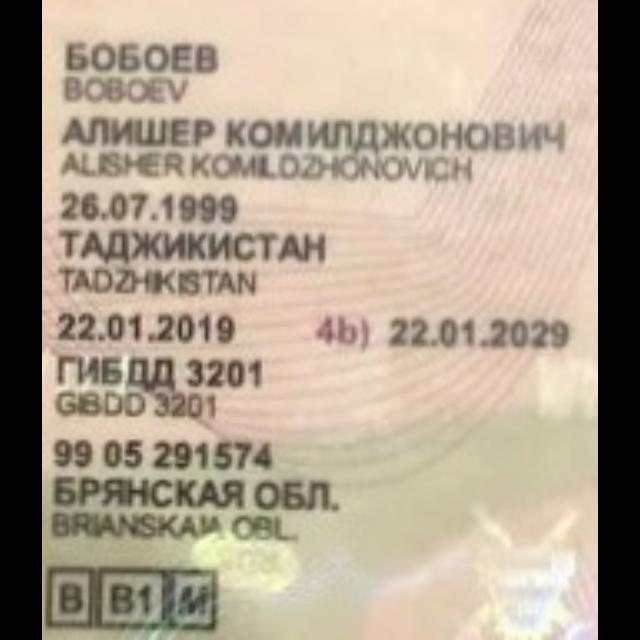 БОБОЕВ
BOBOEV
АЛИШЕР КОМИЛДЖОНОВИЧ
ALISHER KOMILDZHONOVICH
26.07.1999
ТАДЖИКИСТАН
TADZHIKISTAN
22.01.2019 4b) 22.01.2029
ГИБДД 3201
GIBDD 3201
99 05 291574
БРЯНСКАЯ ОБЛ.
BRIANSKAIA OBL.
B B1 M